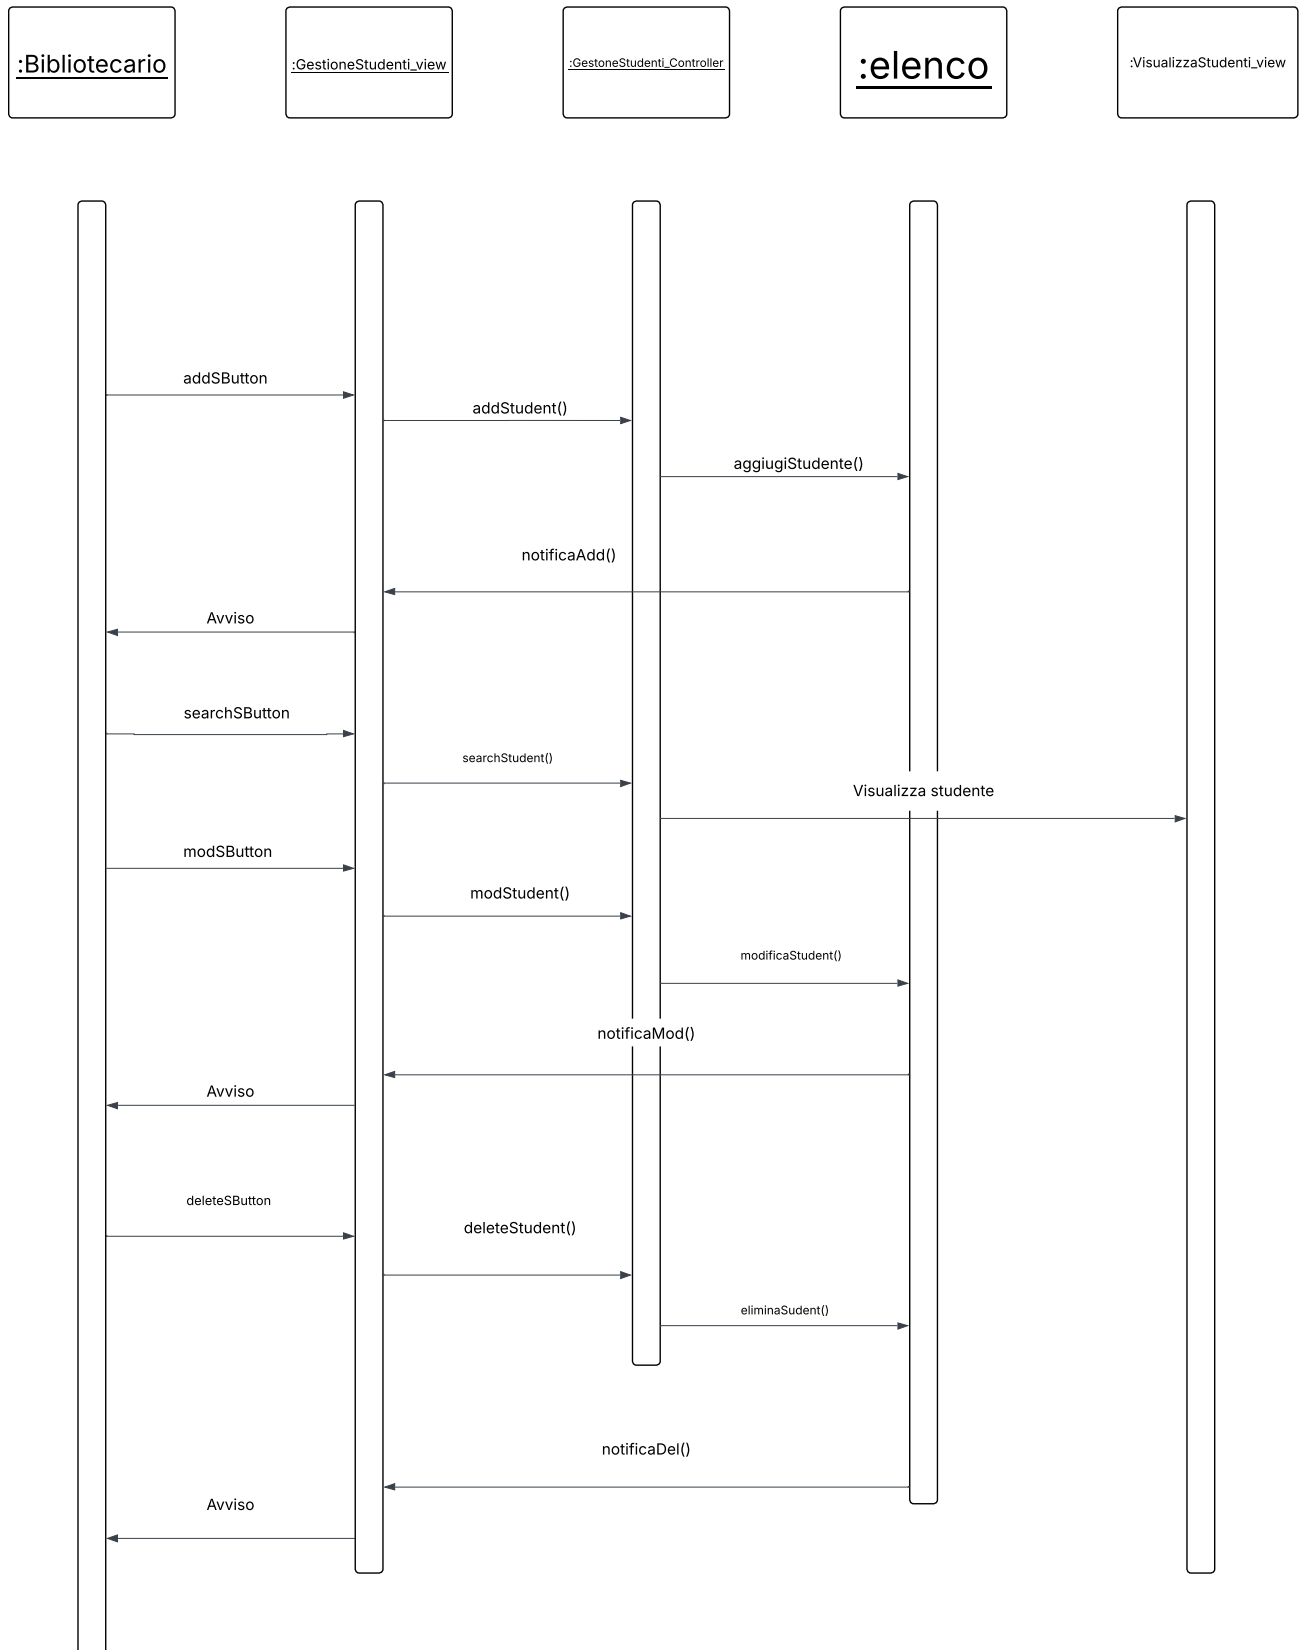 :Bibliotecario
:GestioneStudenti_view
:GestoneStudenti_Controller
:elenco
:VisualizzaStudenti_view
addSButton
addStudent()
aggiugiStudente()
notificaAdd()
Avviso
searchSButton
searchStudent()
Visualizza studente
modSButton
modStudent()
modificaStudent()
notificaMod()
Avviso
deleteSButton
deleteStudent()
eliminaSudent()
notificaDel()
Avviso